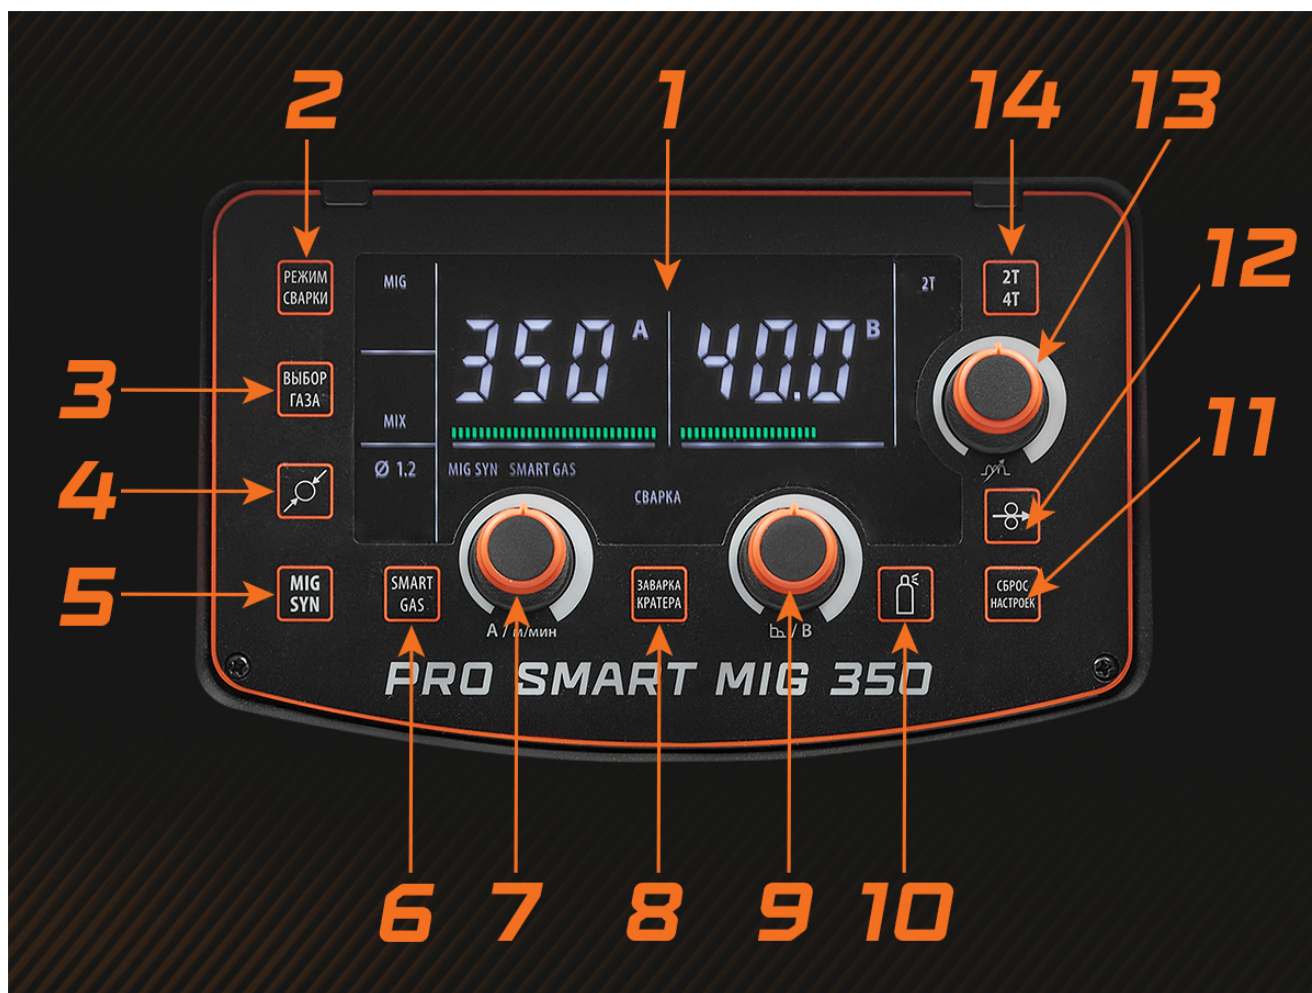 2
1
14
13
12
РЕЖИМ
СВАРКИ
MIG
350 A
40.0 В
2T
2T
4T
3
ВЫБОР
ГАЗА
MIX
11
4
Ø 1.2
MIG SYN SMART GAS
СВАРКА
5
MIG
SYN
SMART
GAS
ЗАВАРКА
КРАТЕРА
СБРОС
НАСТРОЕК
А / м/мин
/ В
PRO SMART MIG 350
6
7
8
9
10